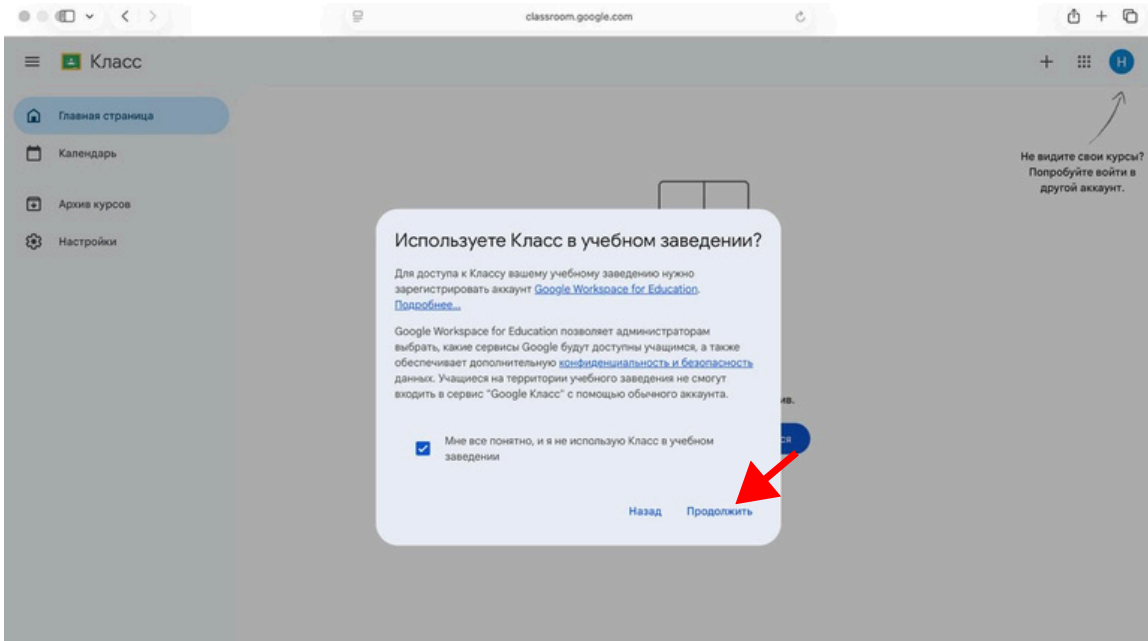 classroom.google.com
Класс
H
Главная страница
Календарь
Архив курсов
Настройки
Не видите свои курсы?
Попробуйте войти в
другой аккаунт.
Используете Класс в учебном заведении?
Для доступа к Классу вашему учебному заведению нужно
зарегистрировать аккаунт Google Workspace for Education.
Подробнее...
Google Workspace for Education позволяет администраторам
выбрать, какие сервисы Google будут доступны учащимся, а также
обеспечивает дополнительную конфиденциальность и безопасность
данных. Учащиеся на территории учебного заведения не смогут
входить в сервис "Google Класс" с помощью обычного аккаунта.
ив.
ся
Мне все понятно, и я не использую Класс в учебном
заведении
Назад Продолжить